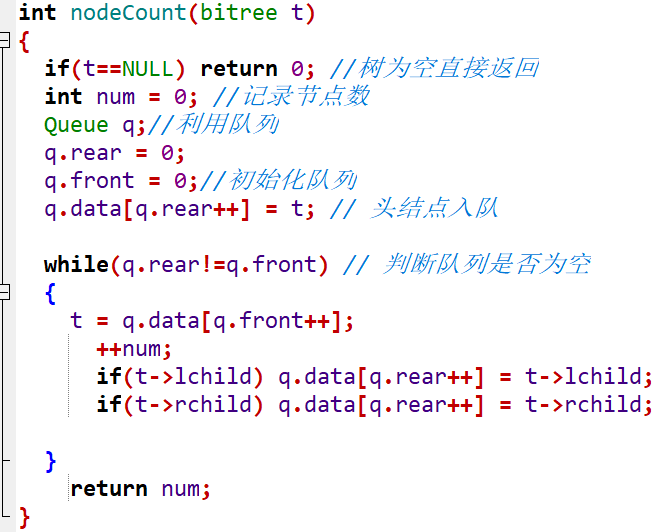 int nodeCount(bitree t)
{
if(t==NULL) return 0; //树为空直接返回
int num = 0; //记录节点数
Queue q;//利用队列
q.rear = 0;
q.front = 0;//初始化队列
q.data[q.rear++] = t; // 头结点入队
while(q.rear!=q.front) // 判断队列是否为空
{
t = q.data[q.front++];
++num;
if(t->lchild) q.data[q.rear++] = t->lchild;
if(t->rchild) q.data[q.rear++] = t->rchild;
}
return num;
}